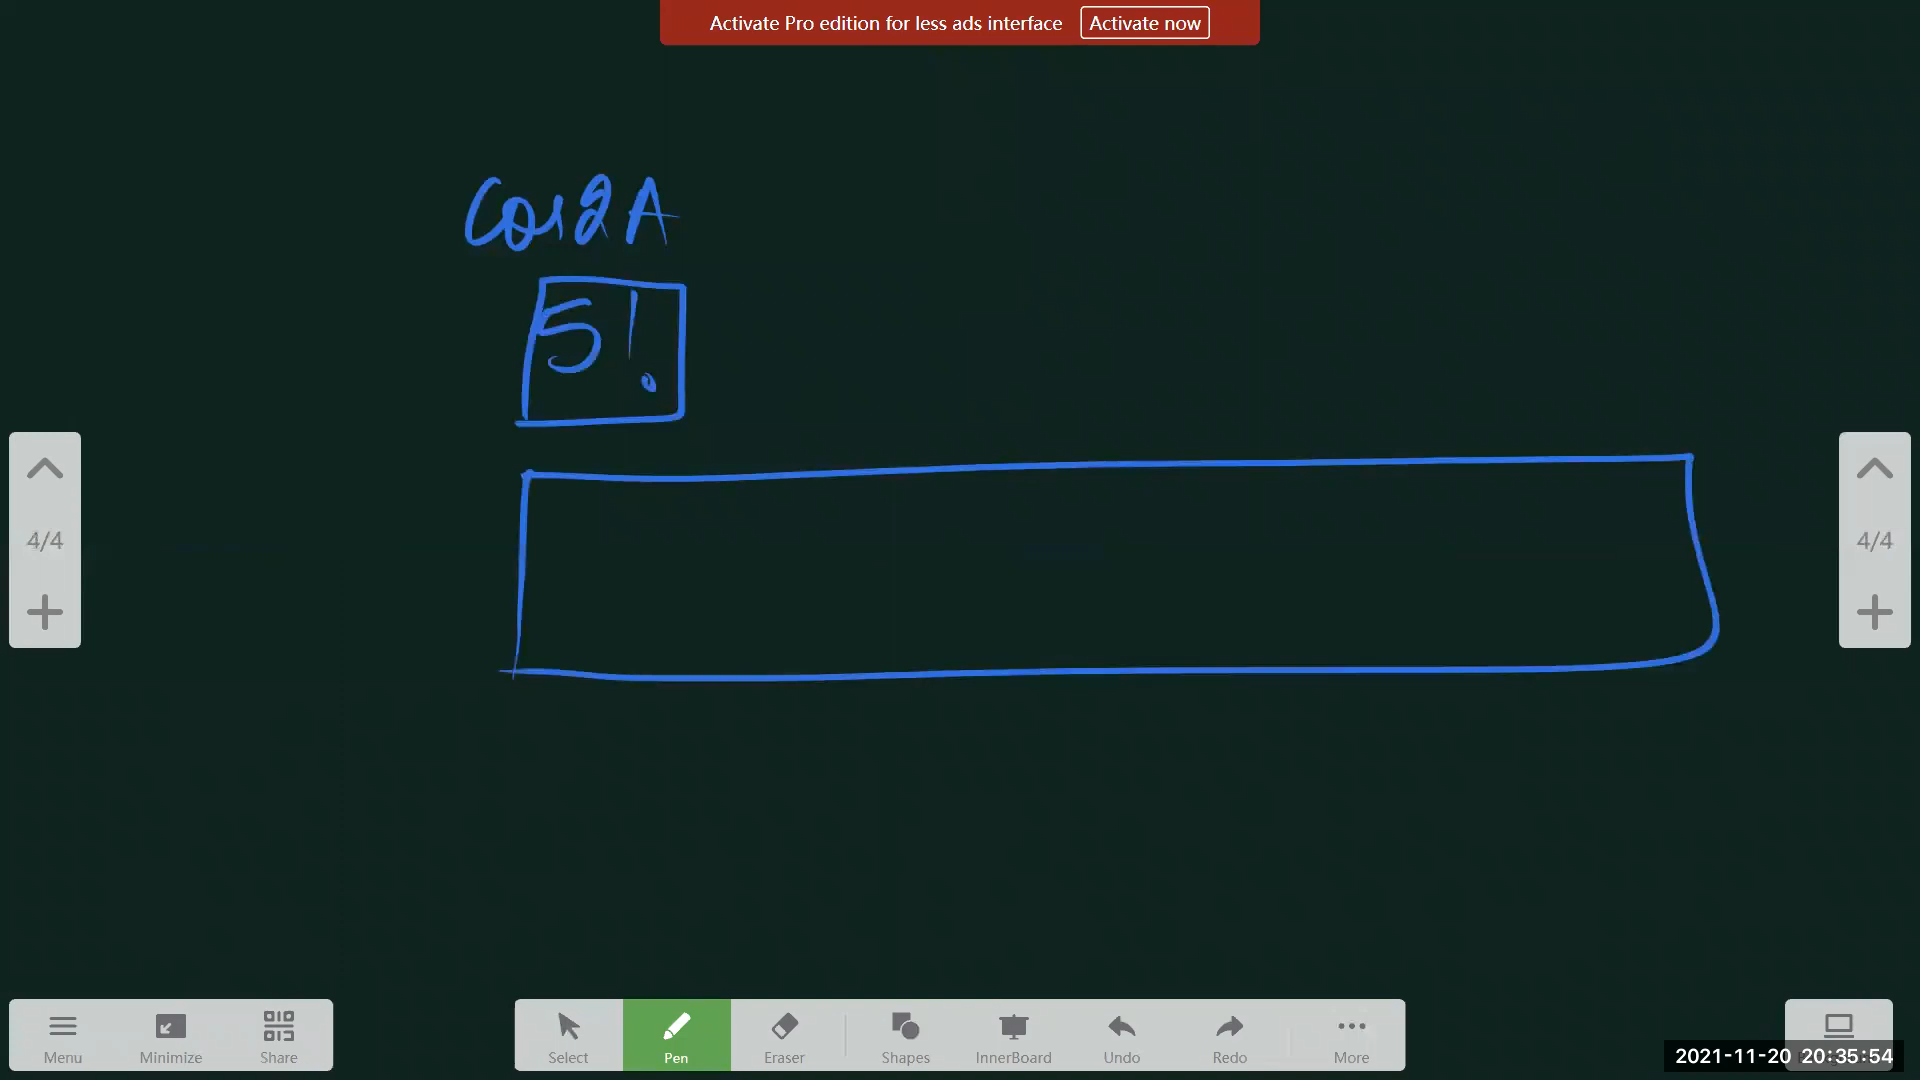 Activate Pro edition for less ads interface Activate now
Cos2A
5!
4/4
4/4
Menu Minimize Share Select Pen Eraser Shapes InnerBoard Undo Redo More
2021-11-20 20:35:54